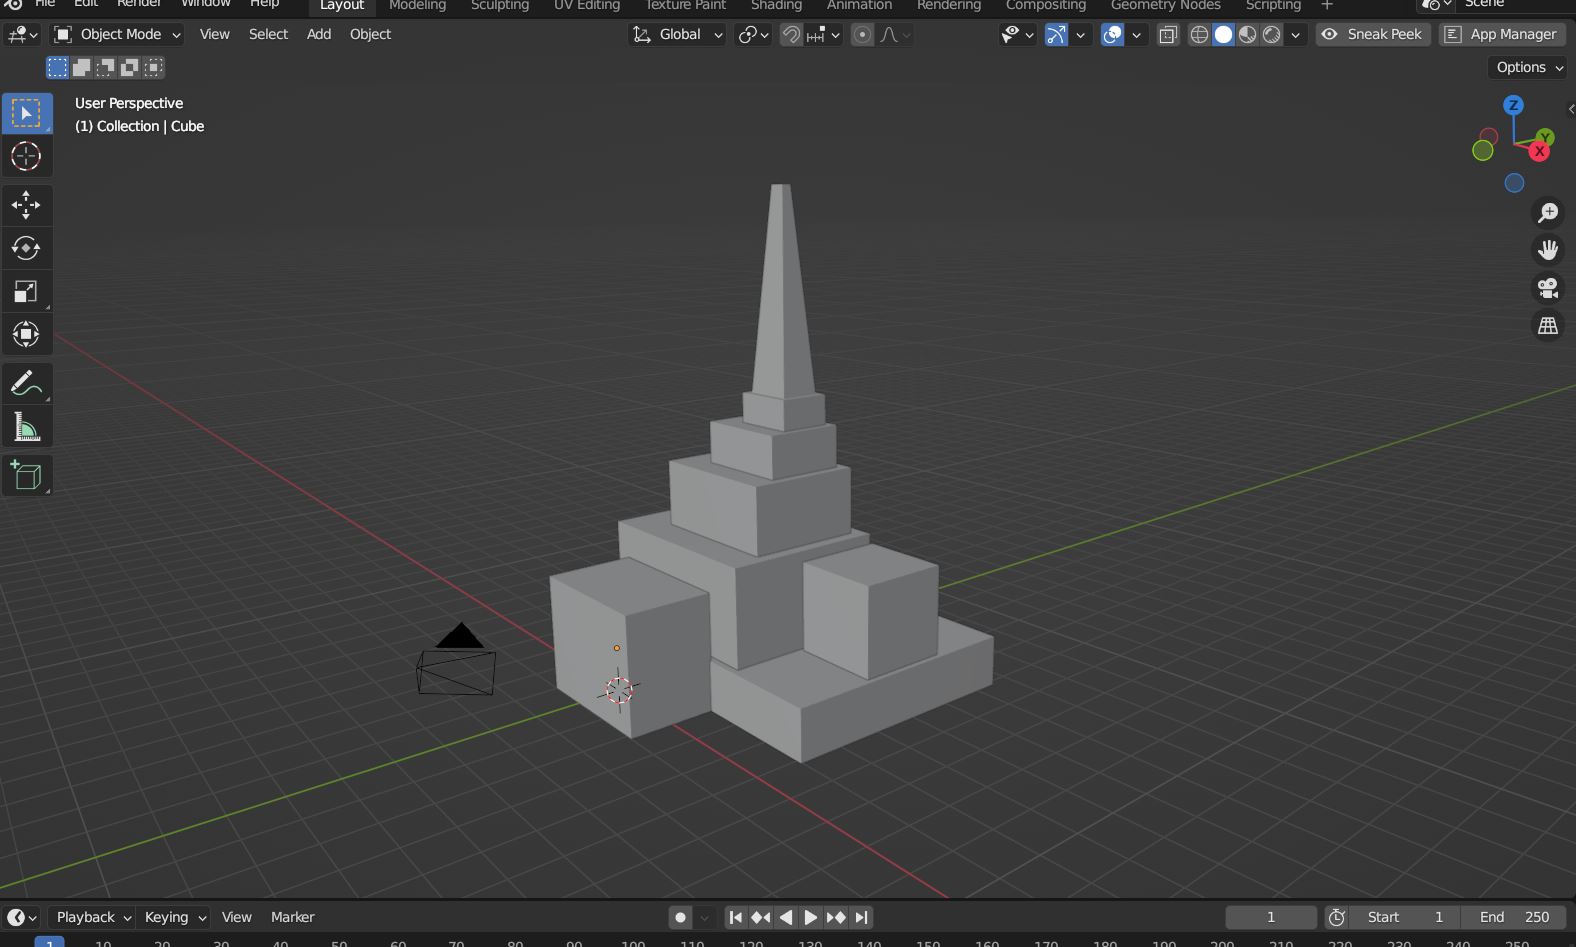 File Edit Render Window Help Layout Modeling Sculpting UV Editing Texture Paint Shading Animation Rendering Compositing Geometry Nodes Scripting + Scene
Object Mode View Select Add Object Global Sneak Peek App Manager
Options
User Perspective
(1) Collection | Cube
Z
Y
X
Playback Keying View Marker 1 Start 1 End 250
1 10 20 30 40 50 60 70 80 90 100 110 120 130 140 150 160 170 180 190 200 210 220 230 240 250